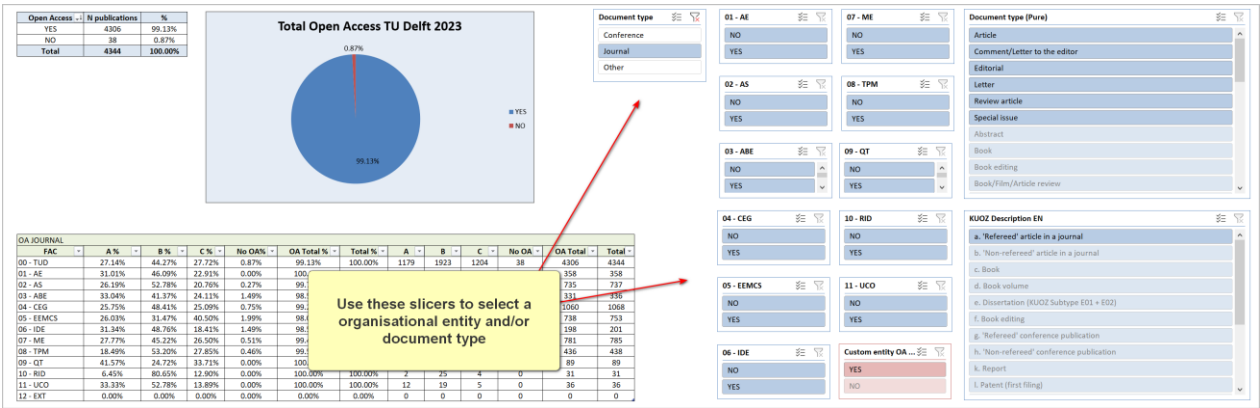 Open Access N publications %
YES 4306 99.13%
NO 38 0.87%
Total 4344 100.00%
Total Open Access TU Delft 2023
0.87%
99.13%
YES
NO
Document type
Conference
Journal
Other
01 - AE
NO
YES
02 - AS
NO
YES
03 - ABE
NO
YES
04 - CEG
NO
YES
05 - EEMCS
NO
YES
06 - IDE
NO
YES
07 - ME
NO
YES
08 - TPM
NO
YES
09 - QT
NO
YES
10 - RID
NO
YES
11 - UCO
NO
YES
Custom entity OA ...
YES
NO
Document type (Pure)
Article
Comment/Letter to the editor
Editorial
Letter
Review article
Special issue
Abstract
Book
Book editing
Book/Film/Article review
KUOZ Description EN
a. 'Refereed' article in a journal
b. 'Non-refereed' article in a journal
c. Book
d. Book volume
e. Dissertation (KUOZ Subtype E01 + E02)
f. Book editing
g. 'Refereed' conference publication
h. 'Non-refereed' conference publication
k. Report
l. Patent (first filing)
OA JOURNAL
FAC A % B % C % No OA% OA Total % Total % A B C No OA OA Total Total
00 - TUD 27.14% 44.27% 27.72% 0.87% 99.13% 100.00% 1179 1923 1204 38 4306 4344
01 - AE 31.01% 46.09% 22.91% 0.00% 100. 358 358
02 - AS 26.19% 52.78% 20.76% 0.27% 99. 735 737
03 - ABE 33.04% 41.37% 24.11% 1.49% 98. 331 336
04 - CEG 25.75% 48.41% 25.09% 0.75% 99. 1060 1068
05 - EEMCS 26.03% 31.47% 40.50% 1.99% 98. 738 753
06 - IDE 31.34% 48.76% 18.41% 1.49% 98. 198 201
07 - ME 27.77% 45.22% 26.50% 0.51% 99. 781 785
08 - TPM 18.49% 53.20% 27.85% 0.46% 99. 436 438
09 - QT 41.57% 24.72% 33.71% 0.00% 100. 89 89
10 - RID 6.45% 80.65% 12.90% 0.00% 100.00% 100.00% 2 25 4 0 31 31
11 - UCO 33.33% 52.78% 13.89% 0.00% 100.00% 100.00% 12 19 5 0 36 36
12 - EXT 0.00% 0.00% 0.00% 0.00% 0.00% 0.00% 0 0 0 0 0 0
Use these slicers to select a
organisational entity and/or
document type